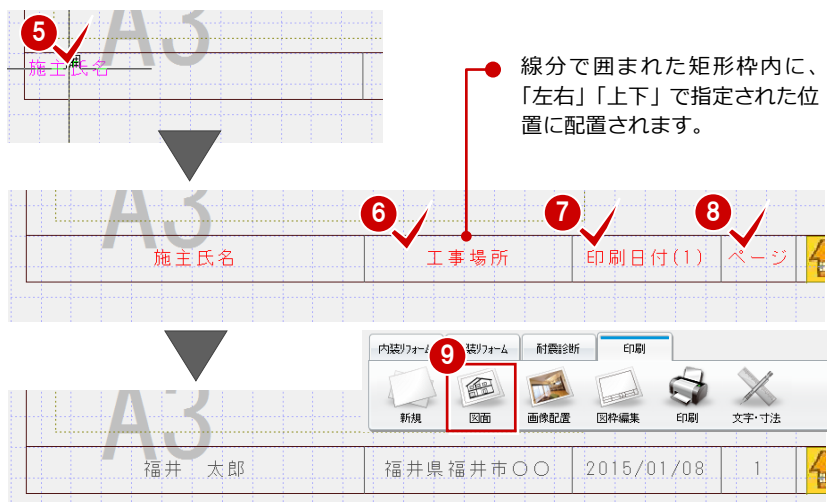 5
A3
施主氏名
線分で囲まれた矩形枠内に、
「左右」「上下」で指定された位
置に配置されます。
A3
6
7
8
施主氏名 工事場所 印刷日付(1) ページ
内装リフォーム 装リフォーム 耐震診断 印刷
9
新規 図面 画像配置 図枠編集 印刷 文字・寸法
A3
福井 太郎 福井県福井市○○ 2015/01/08 1